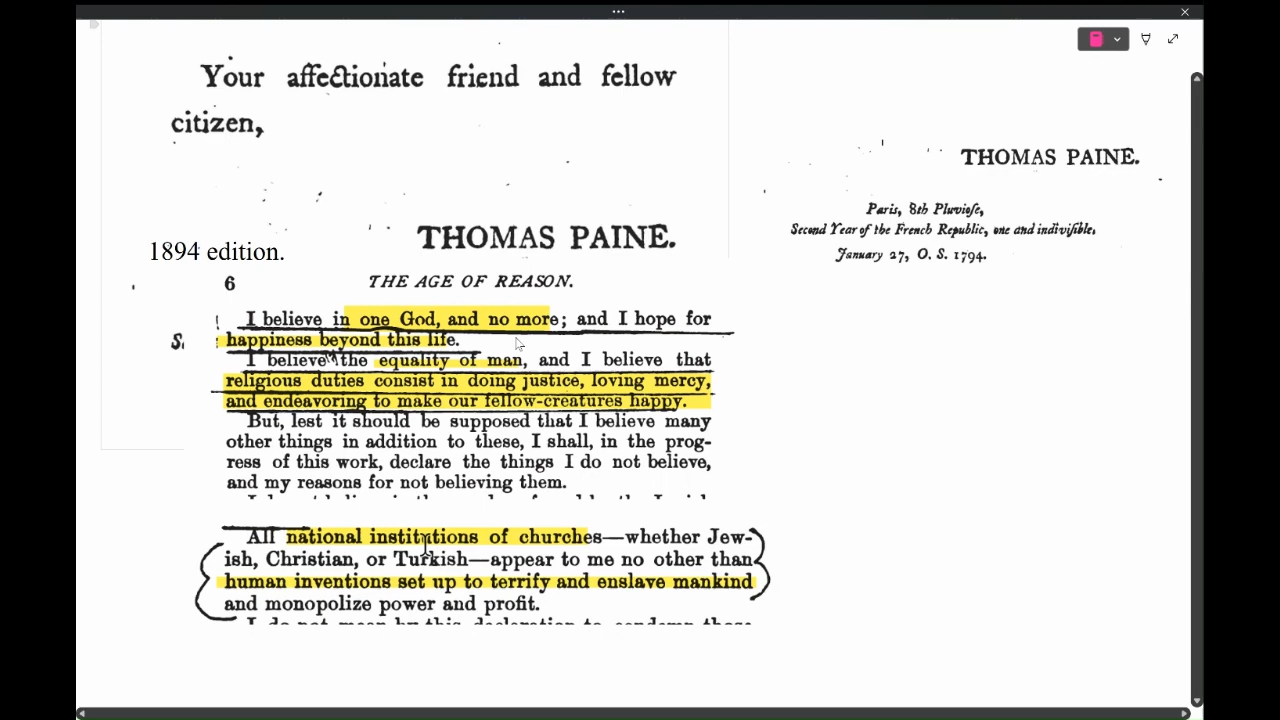 Your affectionate friend and fellow
citizen,
THOMAS PAINE.
THOMAS PAINE.
Paris, 8th Pluvioſe,
Second Year of the French Republic, one and indiviſible.
January 27, O. S. 1794.
1894 edition.
6 THE AGE OF REASON.
I believe in one God, and no more; and I hope for
happiness beyond this life.
I believe the equality of man, and I believe that
religious duties consist in doing justice, loving mercy,
and endeavoring to make our fellow-creatures happy.
But, lest it should be supposed that I believe many
other things in addition to these, I shall, in the prog-
ress of this work, declare the things I do not believe,
and my reasons for not believing them.
All national institutions of churches—whether Jew-
ish, Christian, or Turkish—appear to me no other than
human inventions set up to terrify and enslave mankind
and monopolize power and profit.